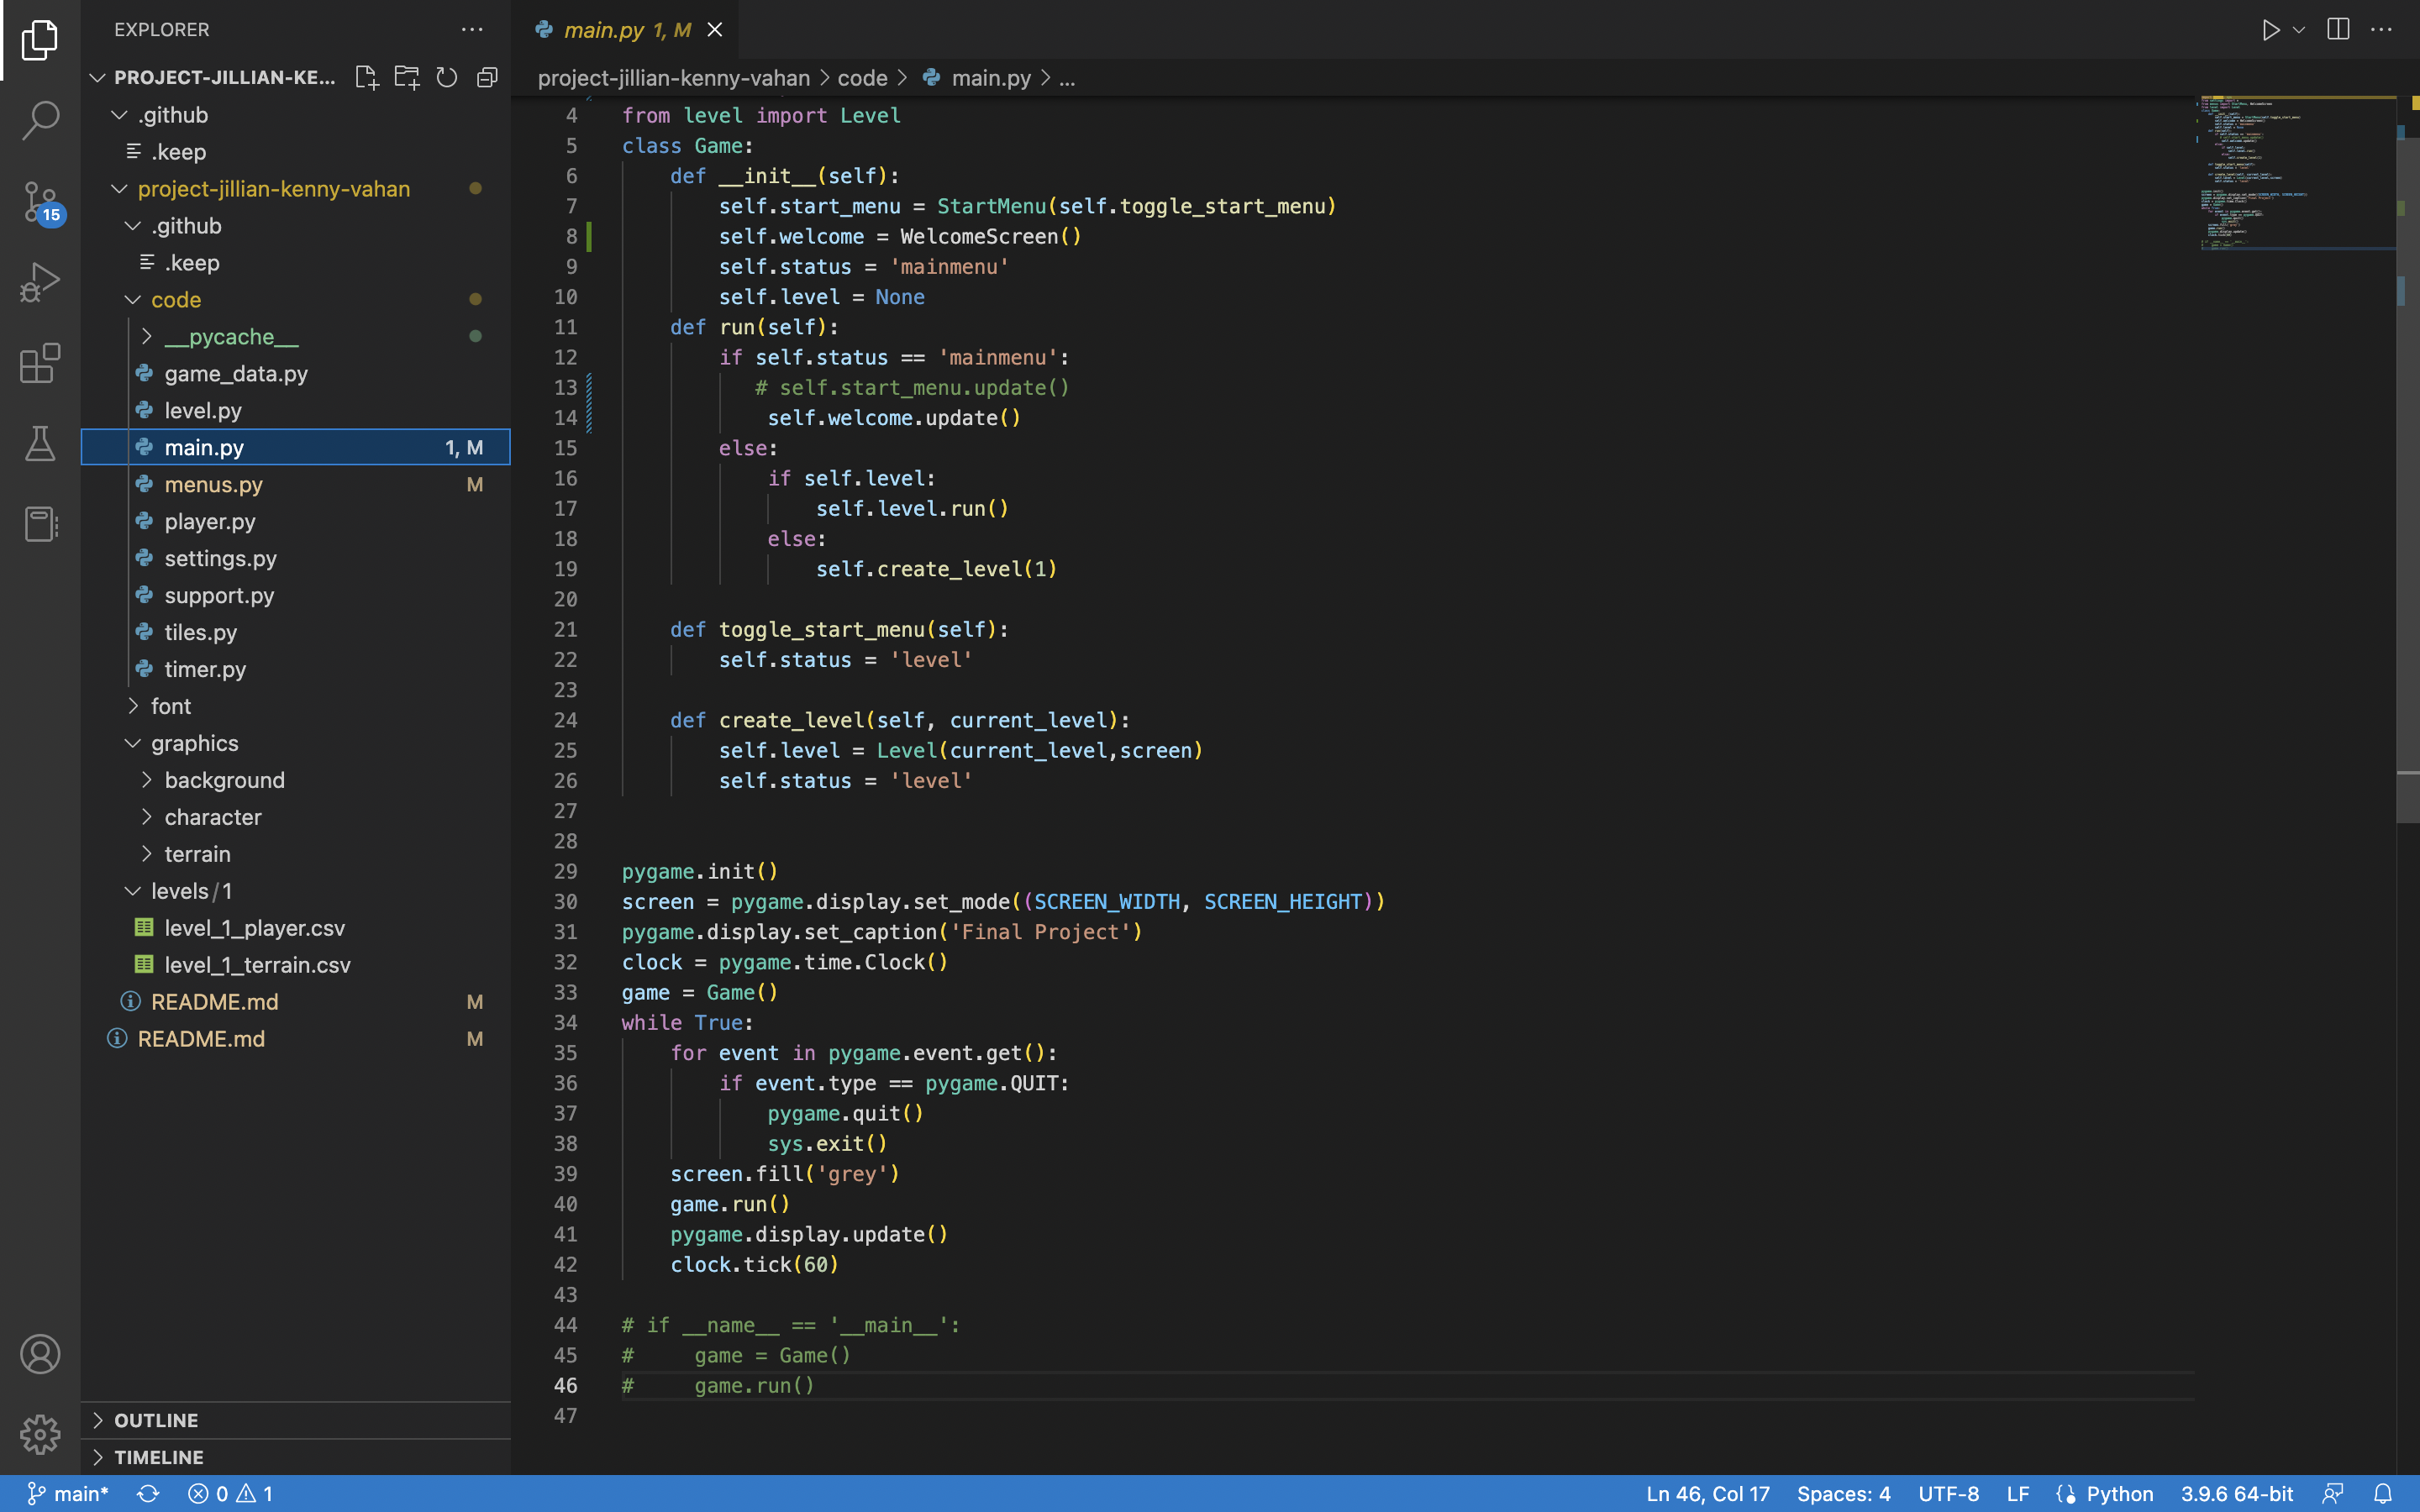 EXPLORER
PROJECT-JILLIAN-KE...
.github
.keep
project-jillian-kenny-vahan
.github
.keep
code
__pycache__
game_data.py
level.py
main.py 1, M
menus.py M
player.py
settings.py
support.py
tiles.py
timer.py
font
graphics
background
character
terrain
levels/1
level_1_player.csv
level_1_terrain.csv
README.md M
README.md M
OUTLINE
TIMELINE
15
main.py 1, M
project-jillian-kenny-vahan > code > main.py > ...
4 from level import Level
5 class Game:
6     def __init__(self):
7         self.start_menu = StartMenu(self.toggle_start_menu)
8         self.welcome = WelcomeScreen()
9         self.status = 'mainmenu'
10         self.level = None
11     def run(self):
12         if self.status == 'mainmenu':
13            # self.start_menu.update()
14             self.welcome.update()
15         else:
16             if self.level:
17                 self.level.run()
18             else:
19                 self.create_level(1)
20
21     def toggle_start_menu(self):
22         self.status = 'level'
23
24     def create_level(self, current_level):
25         self.level = Level(current_level,screen)
26         self.status = 'level'
27
28
29 pygame.init()
30 screen = pygame.display.set_mode((SCREEN_WIDTH, SCREEN_HEIGHT))
31 pygame.display.set_caption('Final Project')
32 clock = pygame.time.Clock()
33 game = Game()
34 while True:
35     for event in pygame.event.get():
36         if event.type == pygame.QUIT:
37             pygame.quit()
38             sys.exit()
39     screen.fill('grey')
40     game.run()
41     pygame.display.update()
42     clock.tick(60)
43
44 # if __name__ == '__main__':
45 #     game = Game()
46 #     game.run()
47
main* 0 1 Ln 46, Col 17 Spaces: 4 UTF-8 LF Python 3.9.6 64-bit